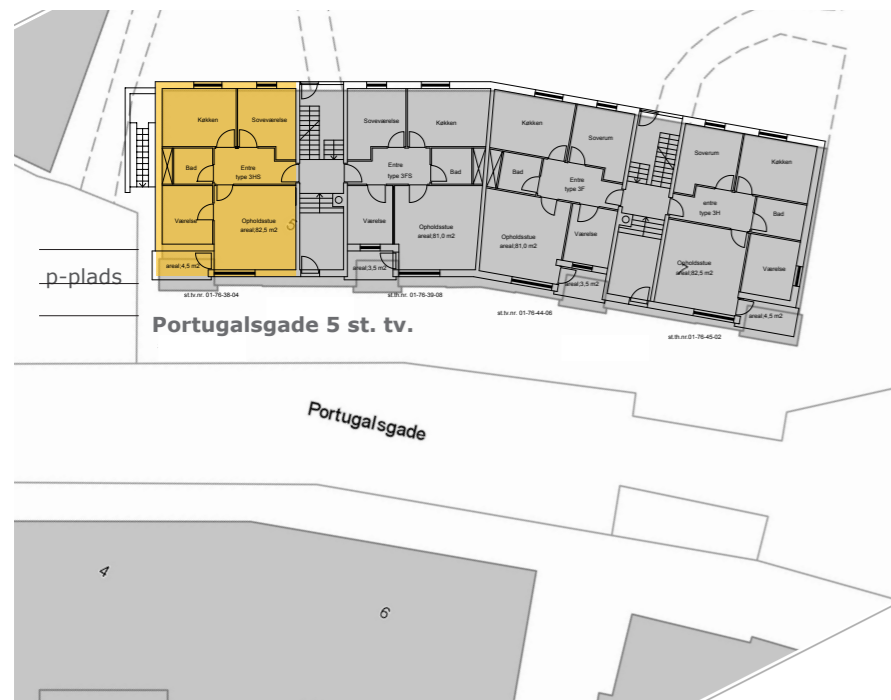 Køkken
Soveværelse
Bad
Entre
type 3HS
Værelse
Opholdsstue
areal;82,5 m2
5
areal;4,5 m2
st.tv.nr. 01-76-38-04
Soveværelse
Køkken
Entre
type 3FS
Bad
Opholdsstue
areal;81,0 m2
Værelse
areal;3,5 m2
st.th.nr. 01-76-39-08
Køkken
Soverum
Bad
Entre
type 3F
Opholdsstue
areal;81,0 m2
Værelse
areal;3,5 m2
st.tv.nr. 01-76-44-06
Soverum
Køkken
entre
type 3H
Bad
Opholdsstue
areal;82,5 m2
Værelse
areal;4,5 m2
st.th.nr.01-76-45-02
p-plads
Portugalsgade 5 st. tv.
Portugalsgade
4
6